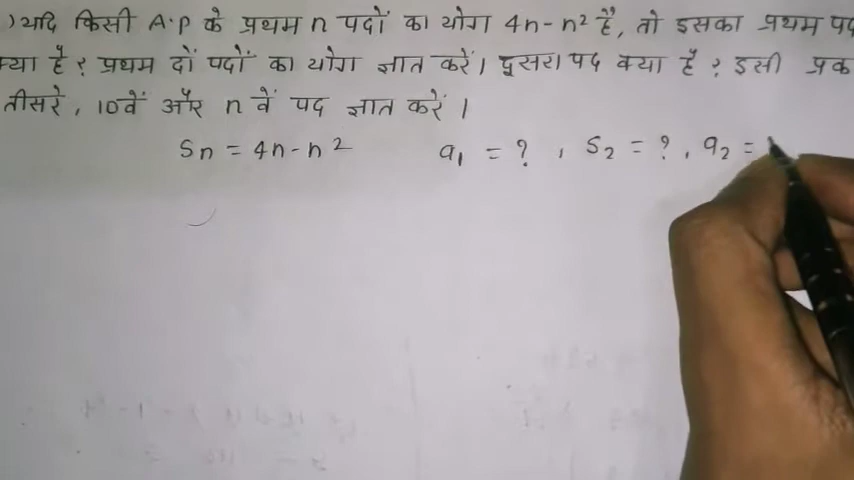 ) यदि किसी A.P के प्रथम n पदों का योग 4n-n² है, तो इसका प्रथम पद
क्या है ? प्रथम दों पदों का योग ज्ञात करें। दूसरा पद क्या है ? इसी प्रक
तीसरे, 10वें और n वें पद ज्ञात करें।
Sn = 4n-n² a₁ = ? , S₂ = ? , a₂ =